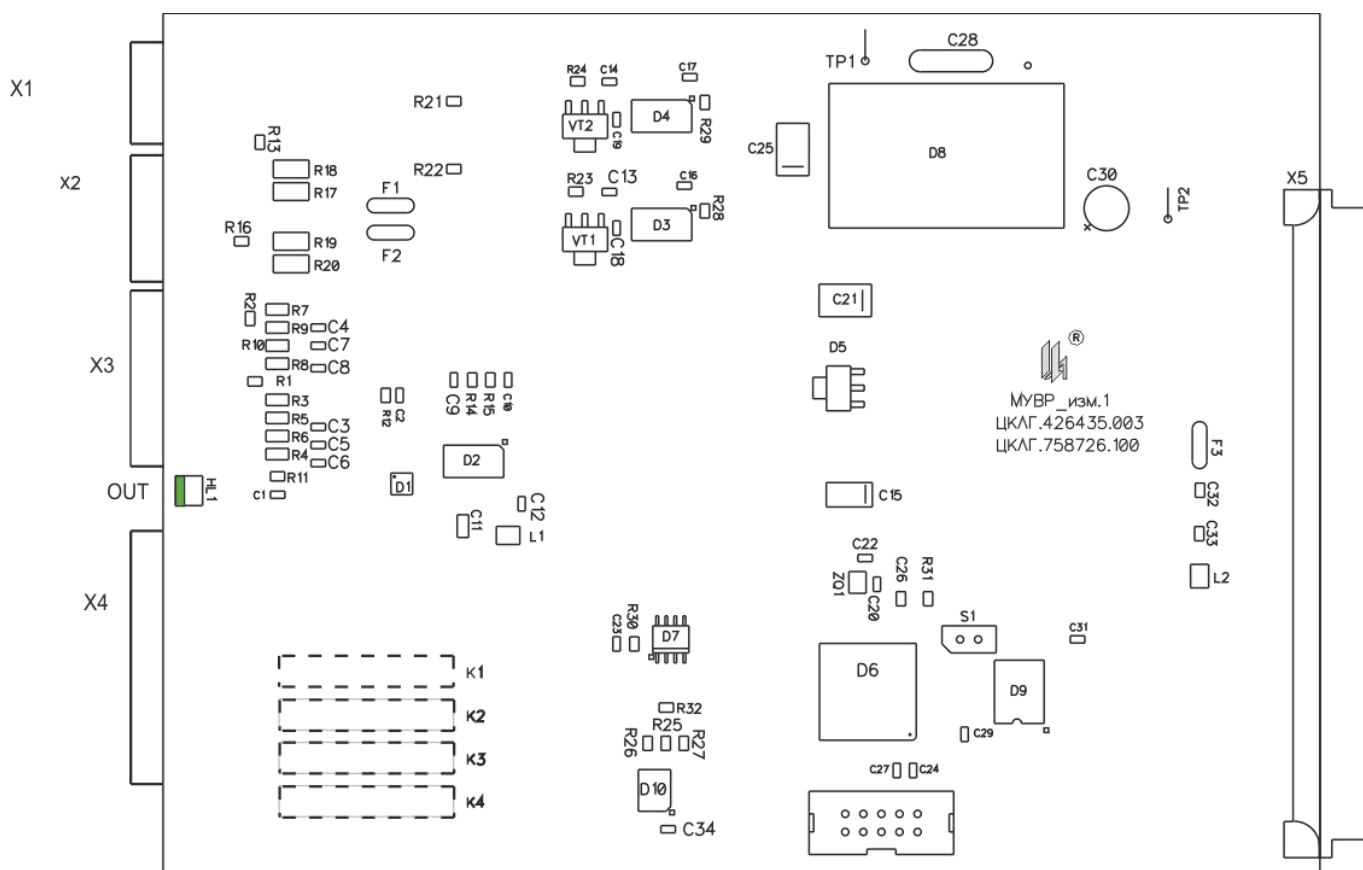 C28
TP1
X1
R24
C14
C17
R21
VT2
C19
D4
R29
R13
C25
D8
X2
R18
R22
R17
F1
R23
C13
C16
C30
TP2
X5
R16
R19
F2
VT1
C18
D3
R28
R20
R2
R7
C21
R9
C4
R10
C7
D5
®
X3
R8
C8
R1
МУВР_изм.1
R3
R12
C2
C9
R14
R15
C10
ЦКЛГ.426435.003
R5
C3
R6
C5
ЦКЛГ.758726.100
F3
R4
C6
D2
R11
OUT
HL1
C1
D1
C15
C32
C12
C11
L1
C33
C22
ZQ1
C20
C26
R31
L2
X4
S1
C23
R30
D7
C31
K1
D6
D9
K2
R32
R25
R26
R27
C29
K3
C27
C24
D10
K4
C34